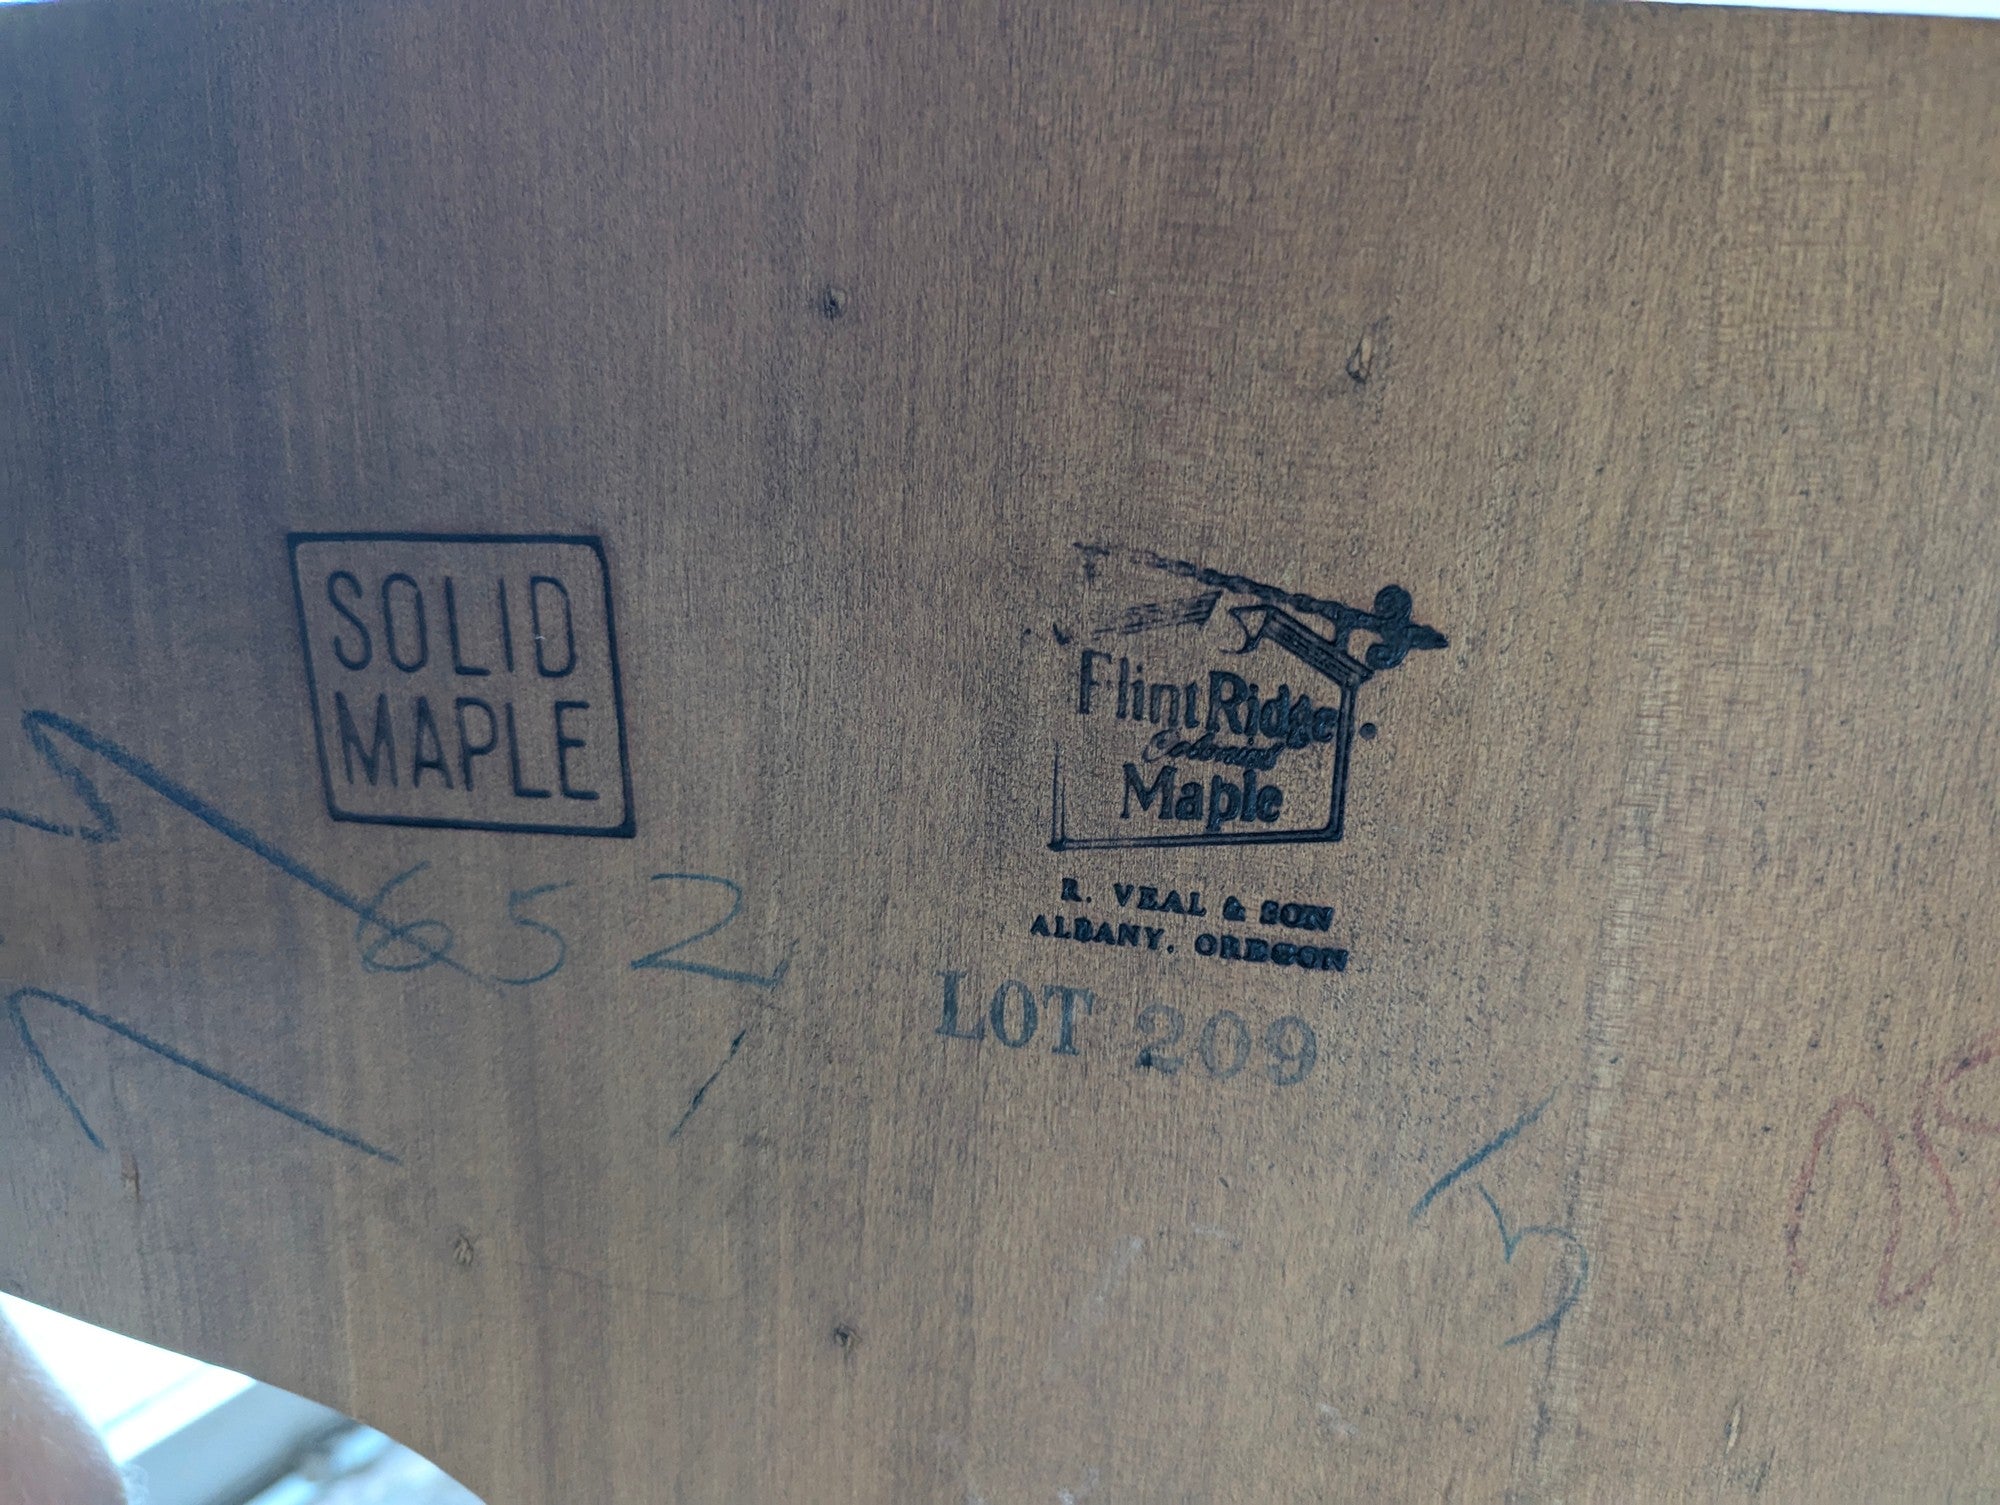 SOLID
MAPLE
Flint Ridge
Colonial
Maple
R. VEAL & SON
ALBANY, OREGON
LOT 209
652